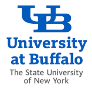 UB
University
at Buffalo
The State University
of New York